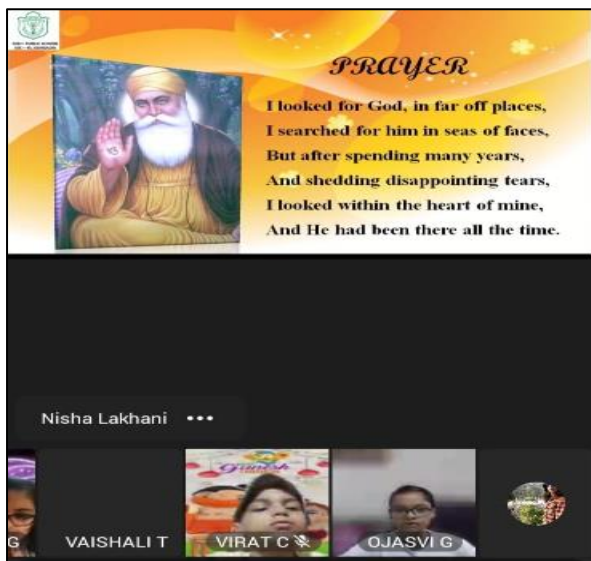 PRAYER
I looked for God, in far off places,
I searched for him in seas of faces,
But after spending many years,
And shedding disappointing tears,
I looked within the heart of mine,
And He had been there all the time.
Nisha Lakhani
G
VAISHALI T
VIRAT C
OJASVI G
Ganesh